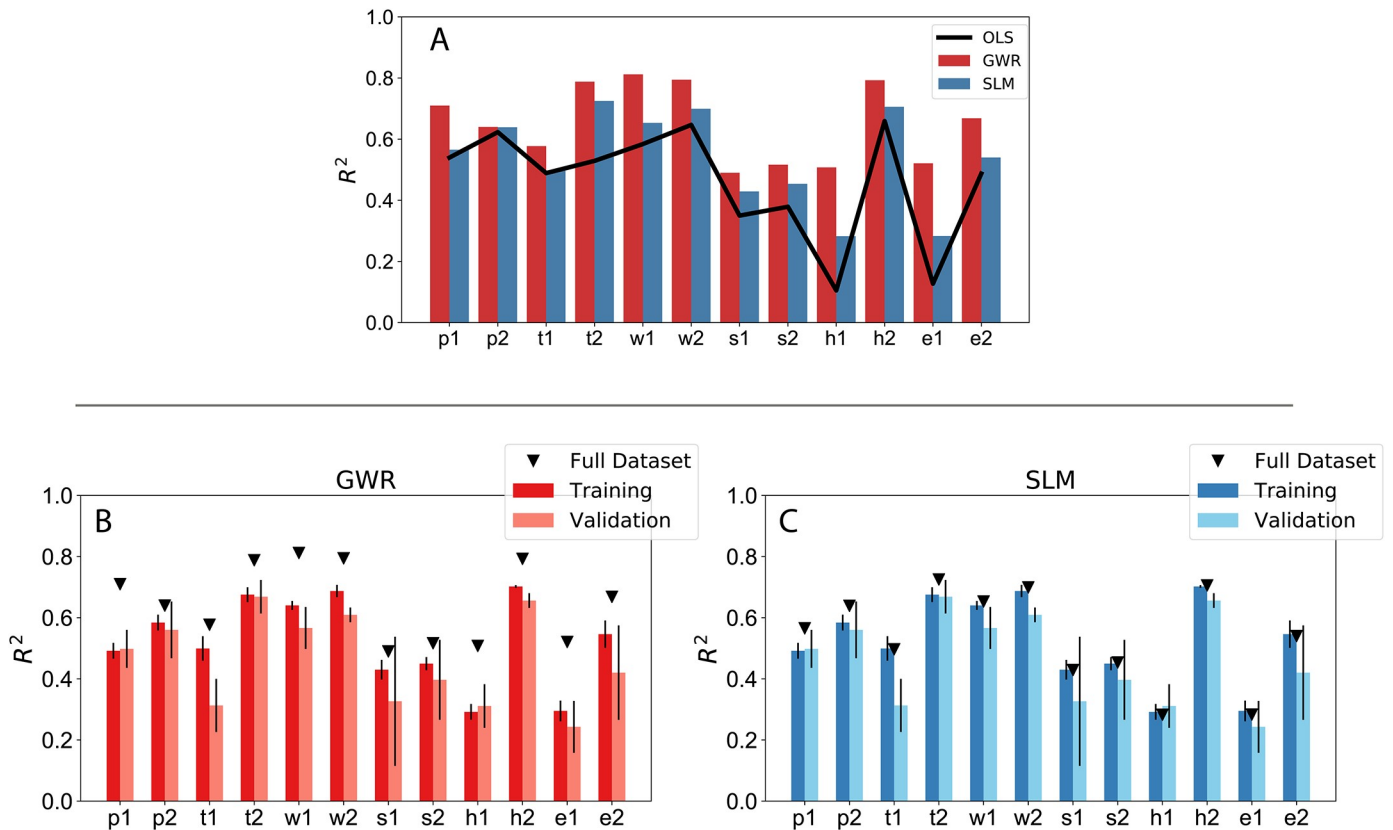 A
OLS
GWR
SLM
R²
1.0
0.8
0.6
0.4
0.2
0.0
p1 p2 t1 t2 w1 w2 s1 s2 h1 h2 e1 e2
GWR
B
Full Dataset
Training
Validation
R²
1.0
0.8
0.6
0.4
0.2
0.0
p1 p2 t1 t2 w1 w2 s1 s2 h1 h2 e1 e2
SLM
C
Full Dataset
Training
Validation
R²
1.0
0.8
0.6
0.4
0.2
0.0
p1 p2 t1 t2 w1 w2 s1 s2 h1 h2 e1 e2